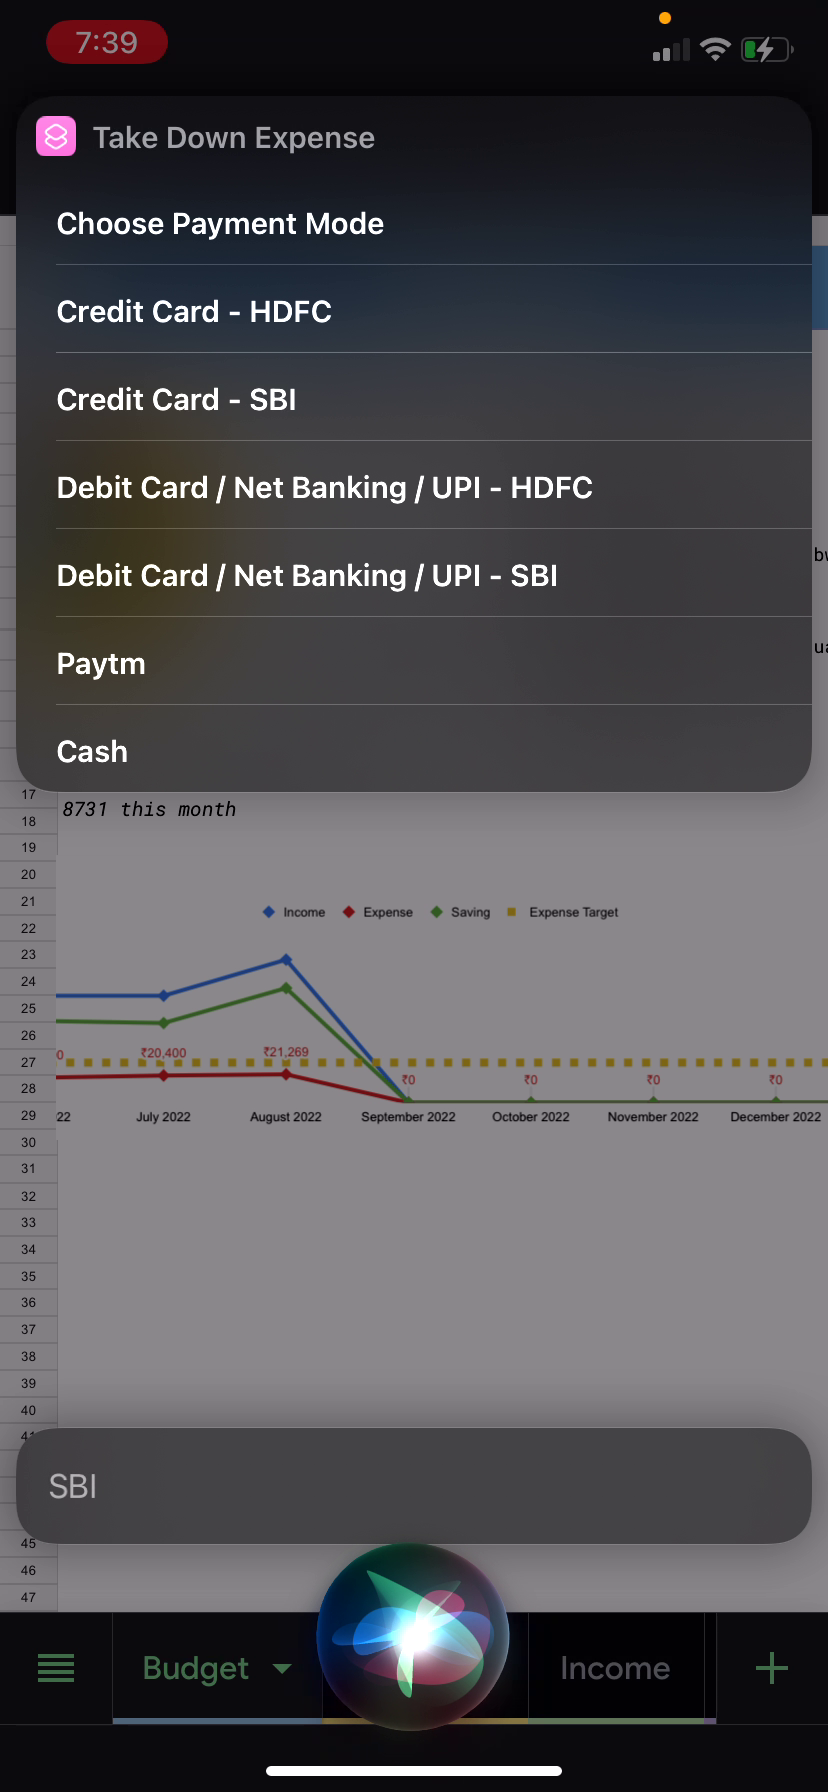 7:39
Take Down Expense
Choose Payment Mode
Credit Card - HDFC
Credit Card - SBI
Debit Card / Net Banking / UPI - HDFC
Debit Card / Net Banking / UPI - SBI
Paytm
Cash
17
8731 this month
18
19
20
21
Income Expense Saving Expense Target
22
23
24
25
26
27
₹20,400 ₹21,269
₹0 ₹0 ₹0 ₹0
28
29
22 July 2022 August 2022 September 2022 October 2022 November 2022 December 2022
30
31
32
33
34
35
36
37
38
39
40
SBI
45
46
47
Budget Income